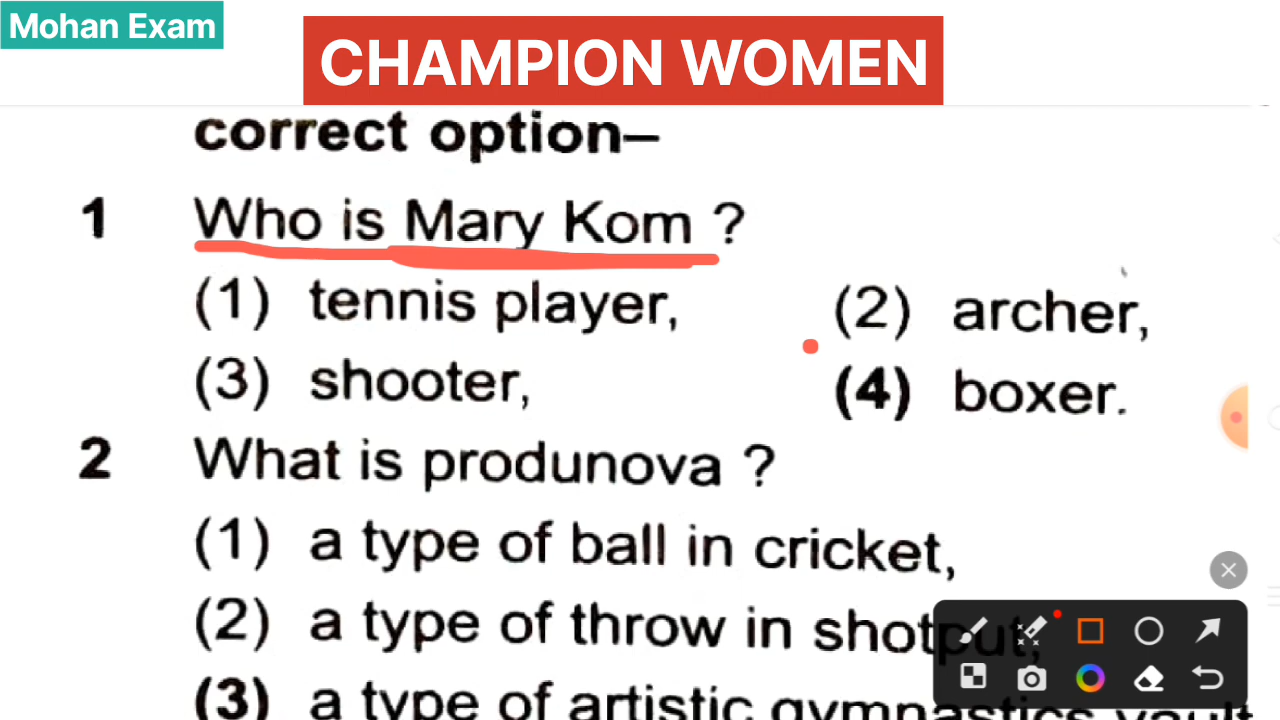 Mohan Exam
CHAMPION WOMEN
correct option–
1 Who is Mary Kom ?
(1) tennis player, (2) archer,
(3) shooter, (4) boxer.
2 What is produnova ?
(1) a type of ball in cricket,
(2) a type of throw in shotput,
(3) a type of artistic gymnastics vault